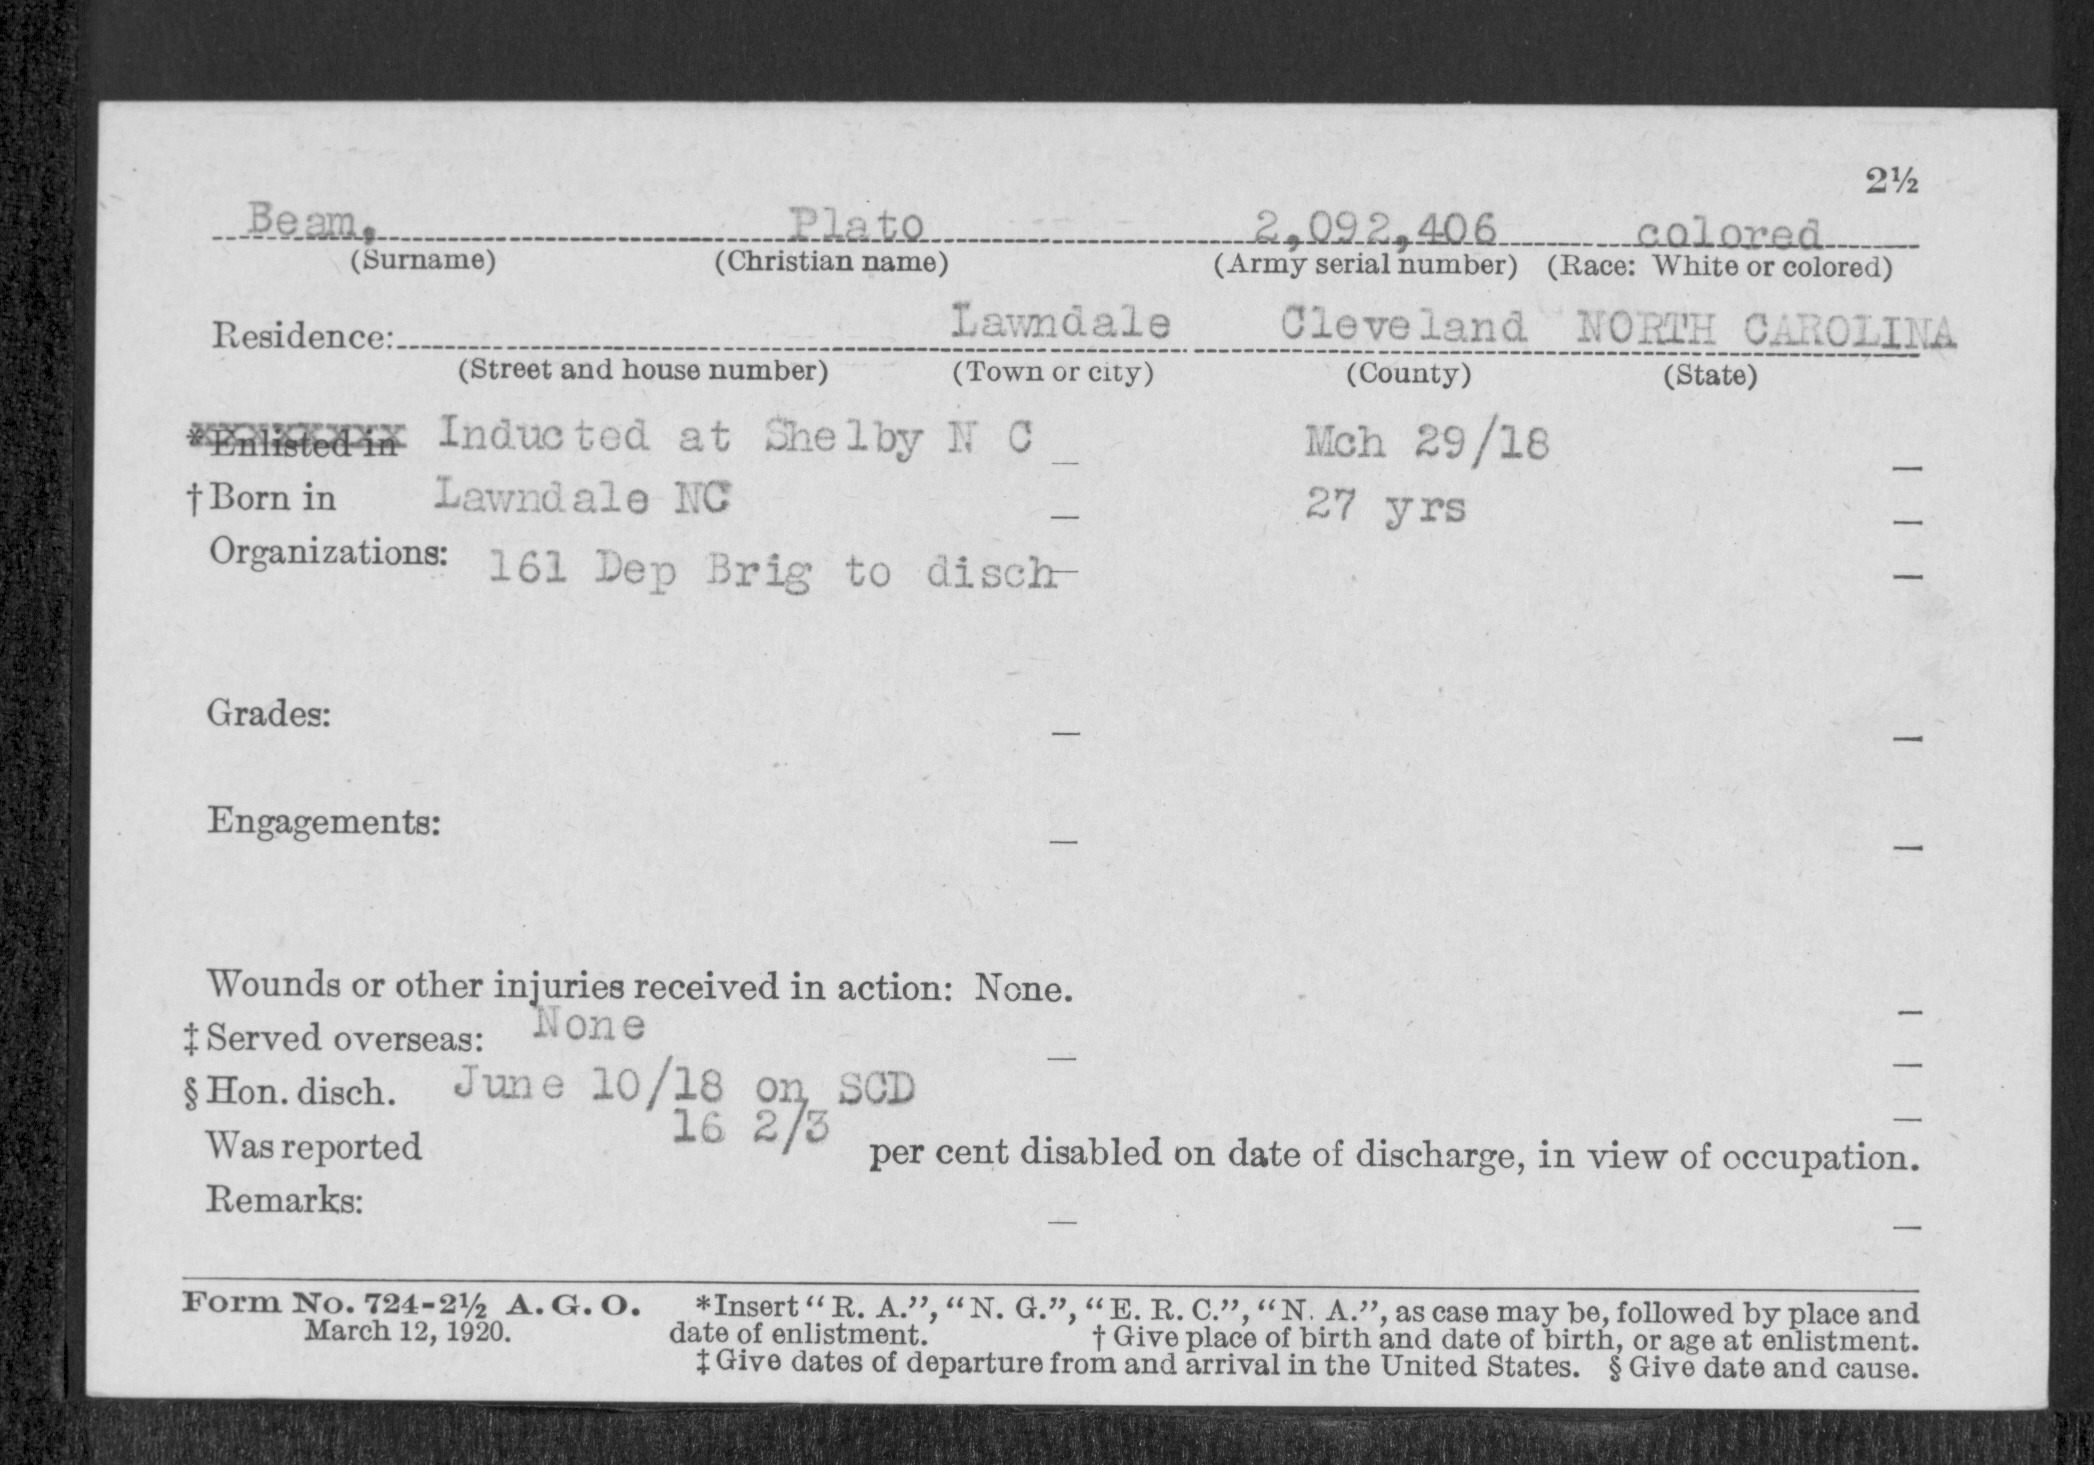 2½
Beam, Plato 2,092,406 colored
(Surname) (Christian name) (Army serial number) (Race: White or colored)
Residence: Lawndale Cleveland NORTH CAROLINA
(Street and house number) (Town or city) (County) (State)
*Enlisted in Inducted at Shelby N C Mch 29/18
†Born in Lawndale NC 27 yrs
Organizations: 161 Dep Brig to disch
Grades:
Engagements:
Wounds or other injuries received in action: None.
‡Served overseas: None
§Hon. disch. June 10/18 on SCD
Was reported 16 2/3 per cent disabled on date of discharge, in view of occupation.
Remarks:
Form No. 724-2½ A. G. O. *Insert "R. A.", "N. G.", "E. R. C.", "N. A.", as case may be, followed by place and
March 12, 1920. date of enlistment. †Give place of birth and date of birth, or age at enlistment.
‡Give dates of departure from and arrival in the United States. §Give date and cause.